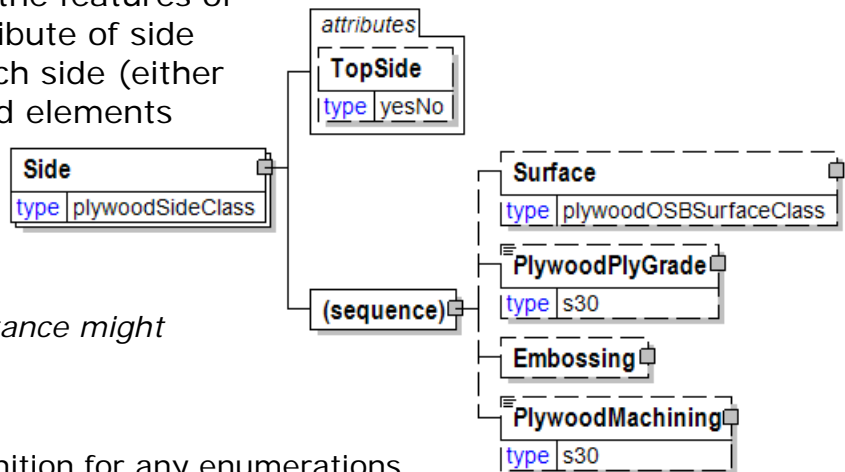 the features of
ibute of side
ch side (either
d elements
attributes
TopSide
type yesNo
Side
type plywoodSideClass
Surface
type plywoodOSBSurfaceClass
PlywoodPlyGrade
type s30
(sequence)
Embossing
PlywoodMachining
type s30
tance might
nition for any enumerations